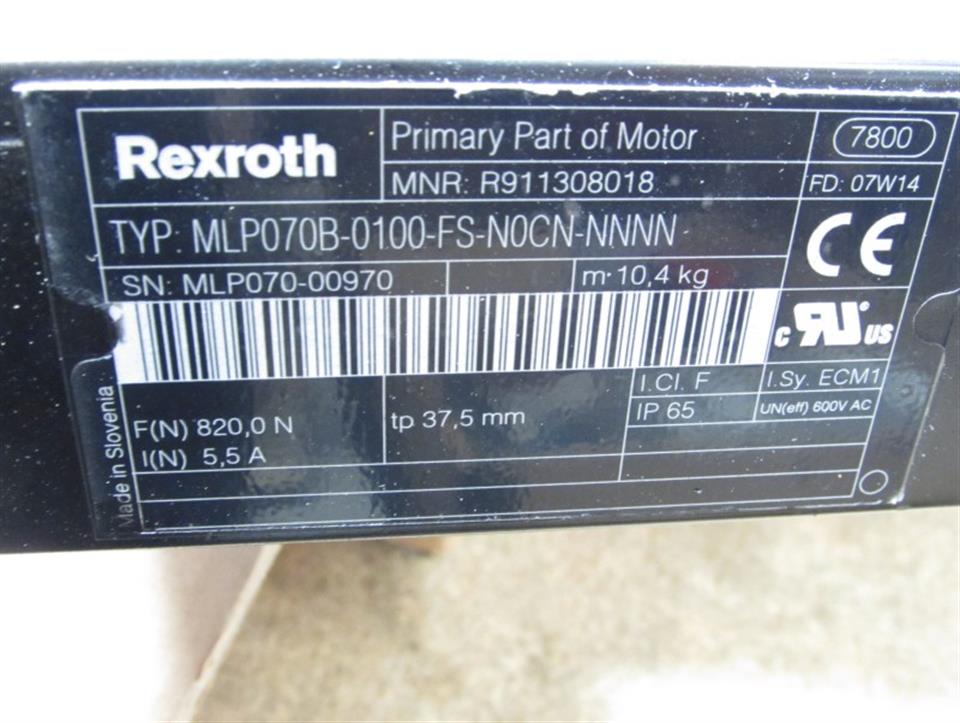 Rexroth
Primary Part of Motor
7800
MNR: R911308018
FD: 07W14
TYP: MLP070B-0100-FS-N0CN-NNNN
SN: MLP070-00970
m: 10,4 kg
CE
c RU® US
Made in Slovenia
F(N) 820,0 N
I(N) 5,5 A
tp 37,5 mm
I.Cl. F
I.Sy. ECM1
IP 65
UN(eff) 600V AC